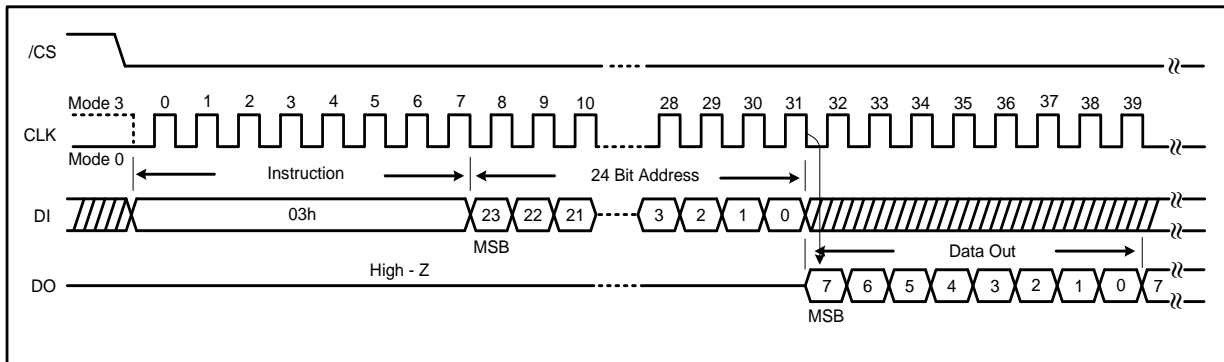 /CS
Mode 3 0 1 2 3 4 5 6 7 8 9 10 28 29 30 31 32 33 34 35 36 37 38 39
CLK
Mode 0
Instruction 24 Bit Address
DI 03h 23 22 21 3 2 1 0
MSB Data Out
High - Z
DO 7 6 5 4 3 2 1 0 7
MSB